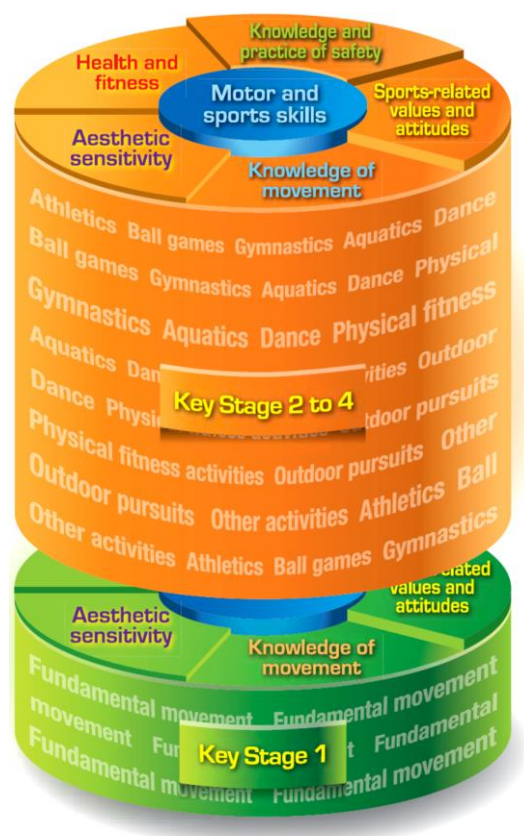 Knowledge and
practice of safety
Health and
fitness
Motor and
sports skills
Sports-related
values and
attitudes
Aesthetic
sensitivity
Knowledge of
movement
Athletics Ball games Gymnastics Aquatics Dance
Ball games Gymnastics Aquatics Dance Physical
Gymnastics Aquatics Dance Physical fitness
Aquatics Outdoor
Dance pursuits
Key Stage 2 to 4
Physical fitness activities Outdoor pursuits Other
Outdoor pursuits Other activities Athletics Ball
Other activities Athletics Ball games Gymnastics
values and
attitudes
Aesthetic
sensitivity
Knowledge of
movement
Fundamental movement Fundamental movement
movement Fundamental
Key Stage 1
Fundamental movement Fundamental movement